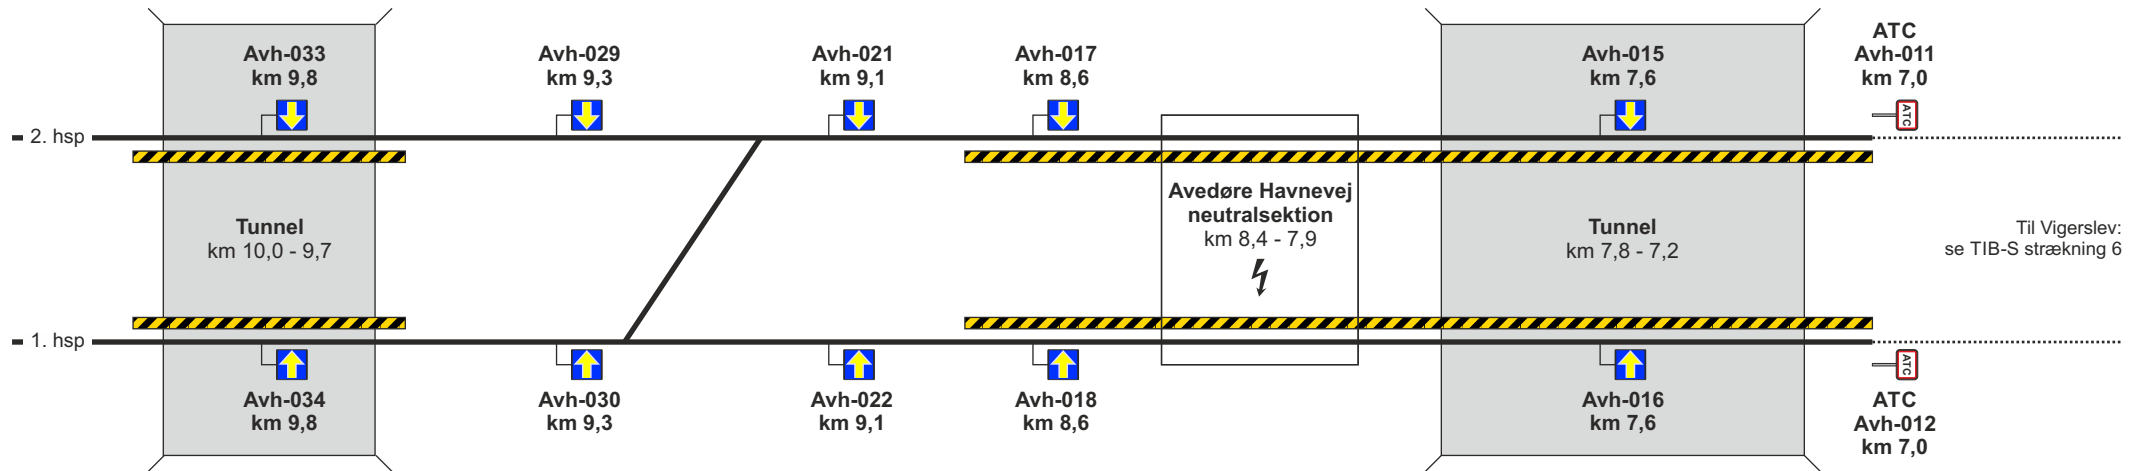 Avh-033
km 9,8
Avh-029
km 9,3
Avh-021
km 9,1
Avh-017
km 8,6
Avh-015
km 7,6
ATC
Avh-011
km 7,0
ATC
2. hsp
Tunnel
km 10,0 - 9,7
Avedøre Havnevej
neutralsektion
km 8,4 - 7,9
Tunnel
km 7,8 - 7,2
Til Vigerslev:
se TIB-S strækning 6
1. hsp
ATC
Avh-034
km 9,8
Avh-030
km 9,3
Avh-022
km 9,1
Avh-018
km 8,6
Avh-016
km 7,6
ATC
Avh-012
km 7,0